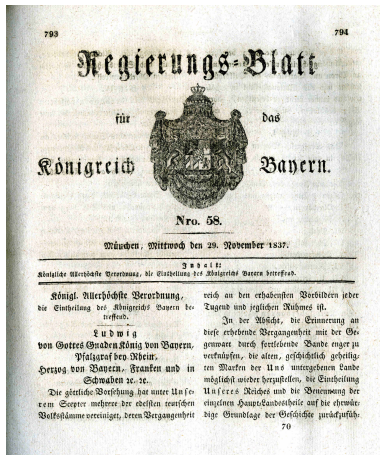 793
794
Regierungs-Blatt
für das
Königreich Bayern.
Nro. 58.
München, Mittwoch den 29. November 1837.
Inhalt:
Königliche Allerhöchste Verordnung, die Eintheilung des Königreichs Bayern betreffend.
Königl. Allerhöchste Verordnung,
die Eintheilung des Königreichs Bayern be-
treffend.
Ludwig
von Gottes Gnaden König von Bayern,
Pfalzgraf bey Rhein,
Herzog von Bayern, Franken und in
Schwaben ꝛc. ꝛc.
Die göttliche Vorsehung hat unter Unse-
rem Scepter mehrere der edelsten teutschen
Volksstämme vereiniget, deren Vergangenheit
reich an den erhabensten Vorbildern jeder
Tugend und jeglichen Ruhmes ist.
In der Absicht, die Erinnerung an
diese erhebende Vergangenheit mit der Ge-
genwart durch fortlebende Bande enger zu
verknüpfen, die alten, geschichtlich geheilig-
ten Marken der Uns untergebenen Lande
möglichst wieder herzustellen, die Eintheilung
Unseres Reiches und die Benennung der
einzelnen Haupt-Landestheile auf die ehrwür-
dige Grundlage der Geschichte zurückzufüh-
70